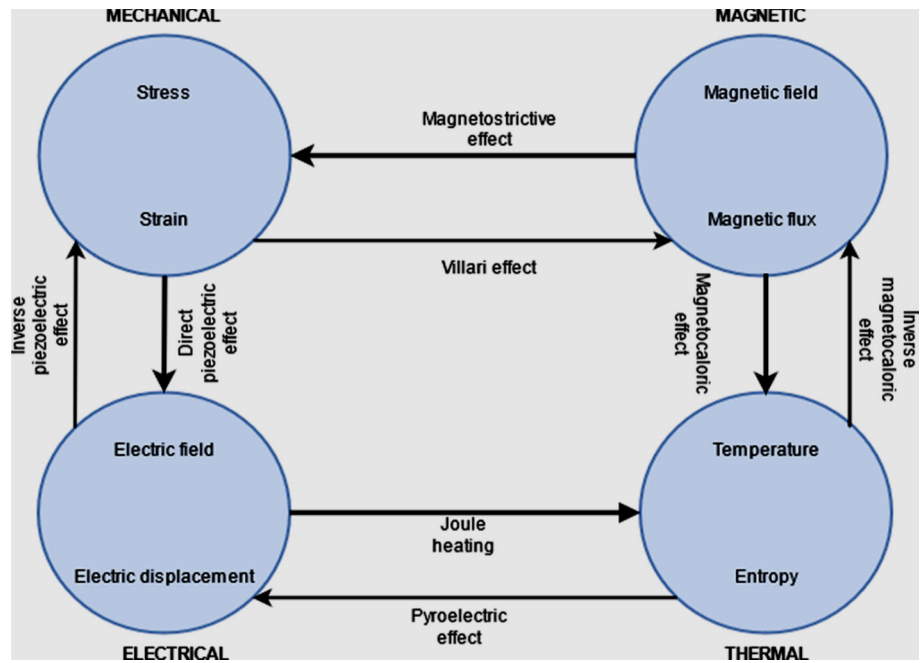 MECHANICAL
MAGNETIC
Stress
Magnetic field
Magnetostrictive
effect
Strain
Magnetic flux
Villari effect
Inverse
piezoelectric
effect
Direct
piezoelectric
effect
Magnetocaloric
effect
Inverse
magnetocaloric
effect
Electric field
Temperature
Joule
heating
Electric displacement
Entropy
Pyroelectric
effect
ELECTRICAL
THERMAL